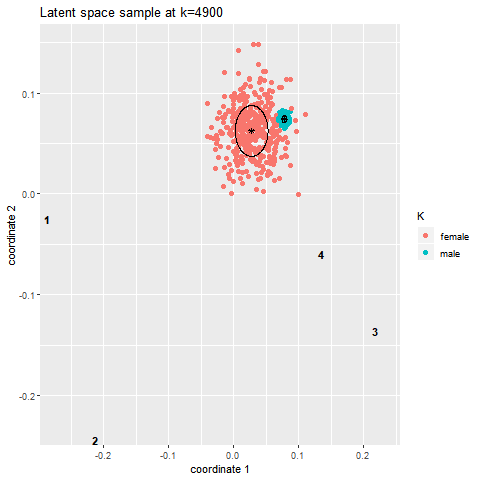 Latent space sample at k=4900
0.1
0.0
-0.1
-0.2
coordinate 2
1
4
3
2
-0.2
-0.1
0.0
0.1
0.2
coordinate 1
K
female
male